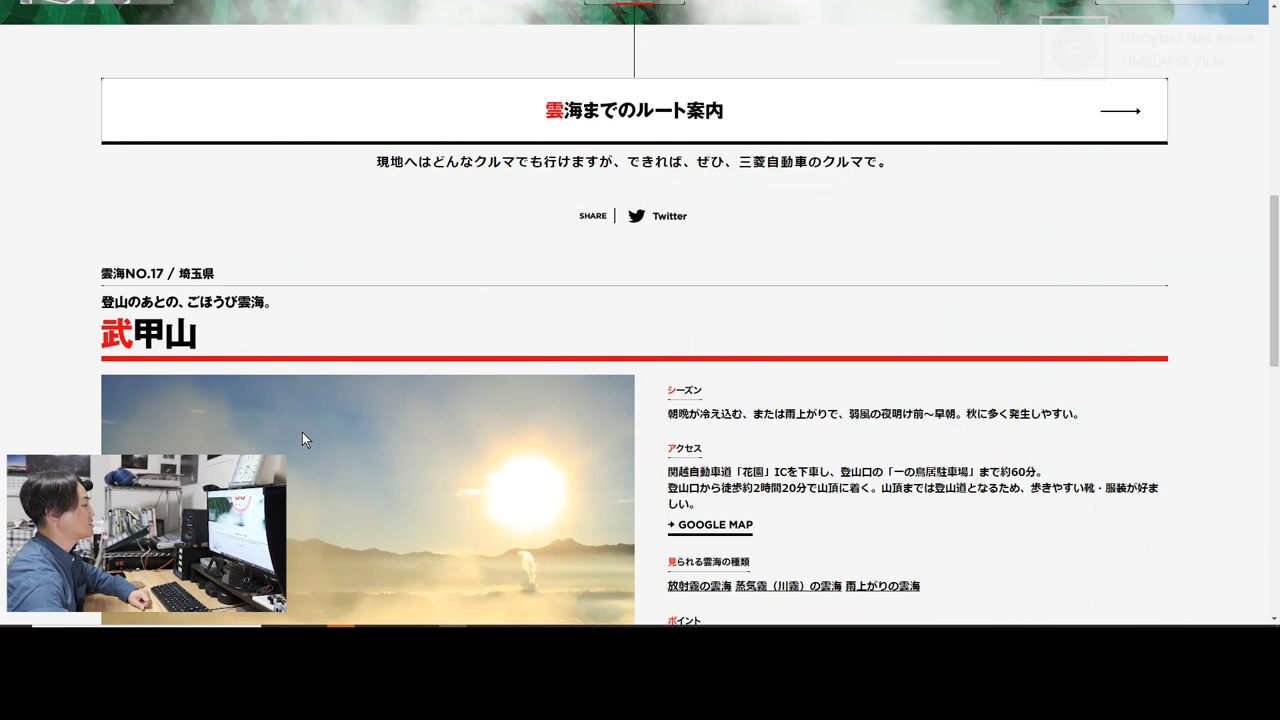 Hiroyuki Narisawa
TIMELAPSE FILM
雲海までのルート案内
現地へはどんなクルマでも行けますが、できれば、ぜひ、三菱自動車のクルマで。
SHARE Twitter
雲海NO.17 / 埼玉県
登山のあとの、ごほうび雲海。
武甲山
シーズン
朝晩が冷え込む、または雨上がりで、弱風の夜明け前〜早朝。秋に多く発生しやすい。
アクセス
関越自動車道「花園」ICを下車し、登山口の「一の鳥居駐車場」まで約60分。
登山口から徒歩約2時間20分で山頂に着く。山頂までは登山道となるため、歩きやすい靴・服装が好ま
しい。
→ GOOGLE MAP
見られる雲海の種類
放射霧の雲海 蒸気霧（川霧）の雲海 雨上がりの雲海
ポイント